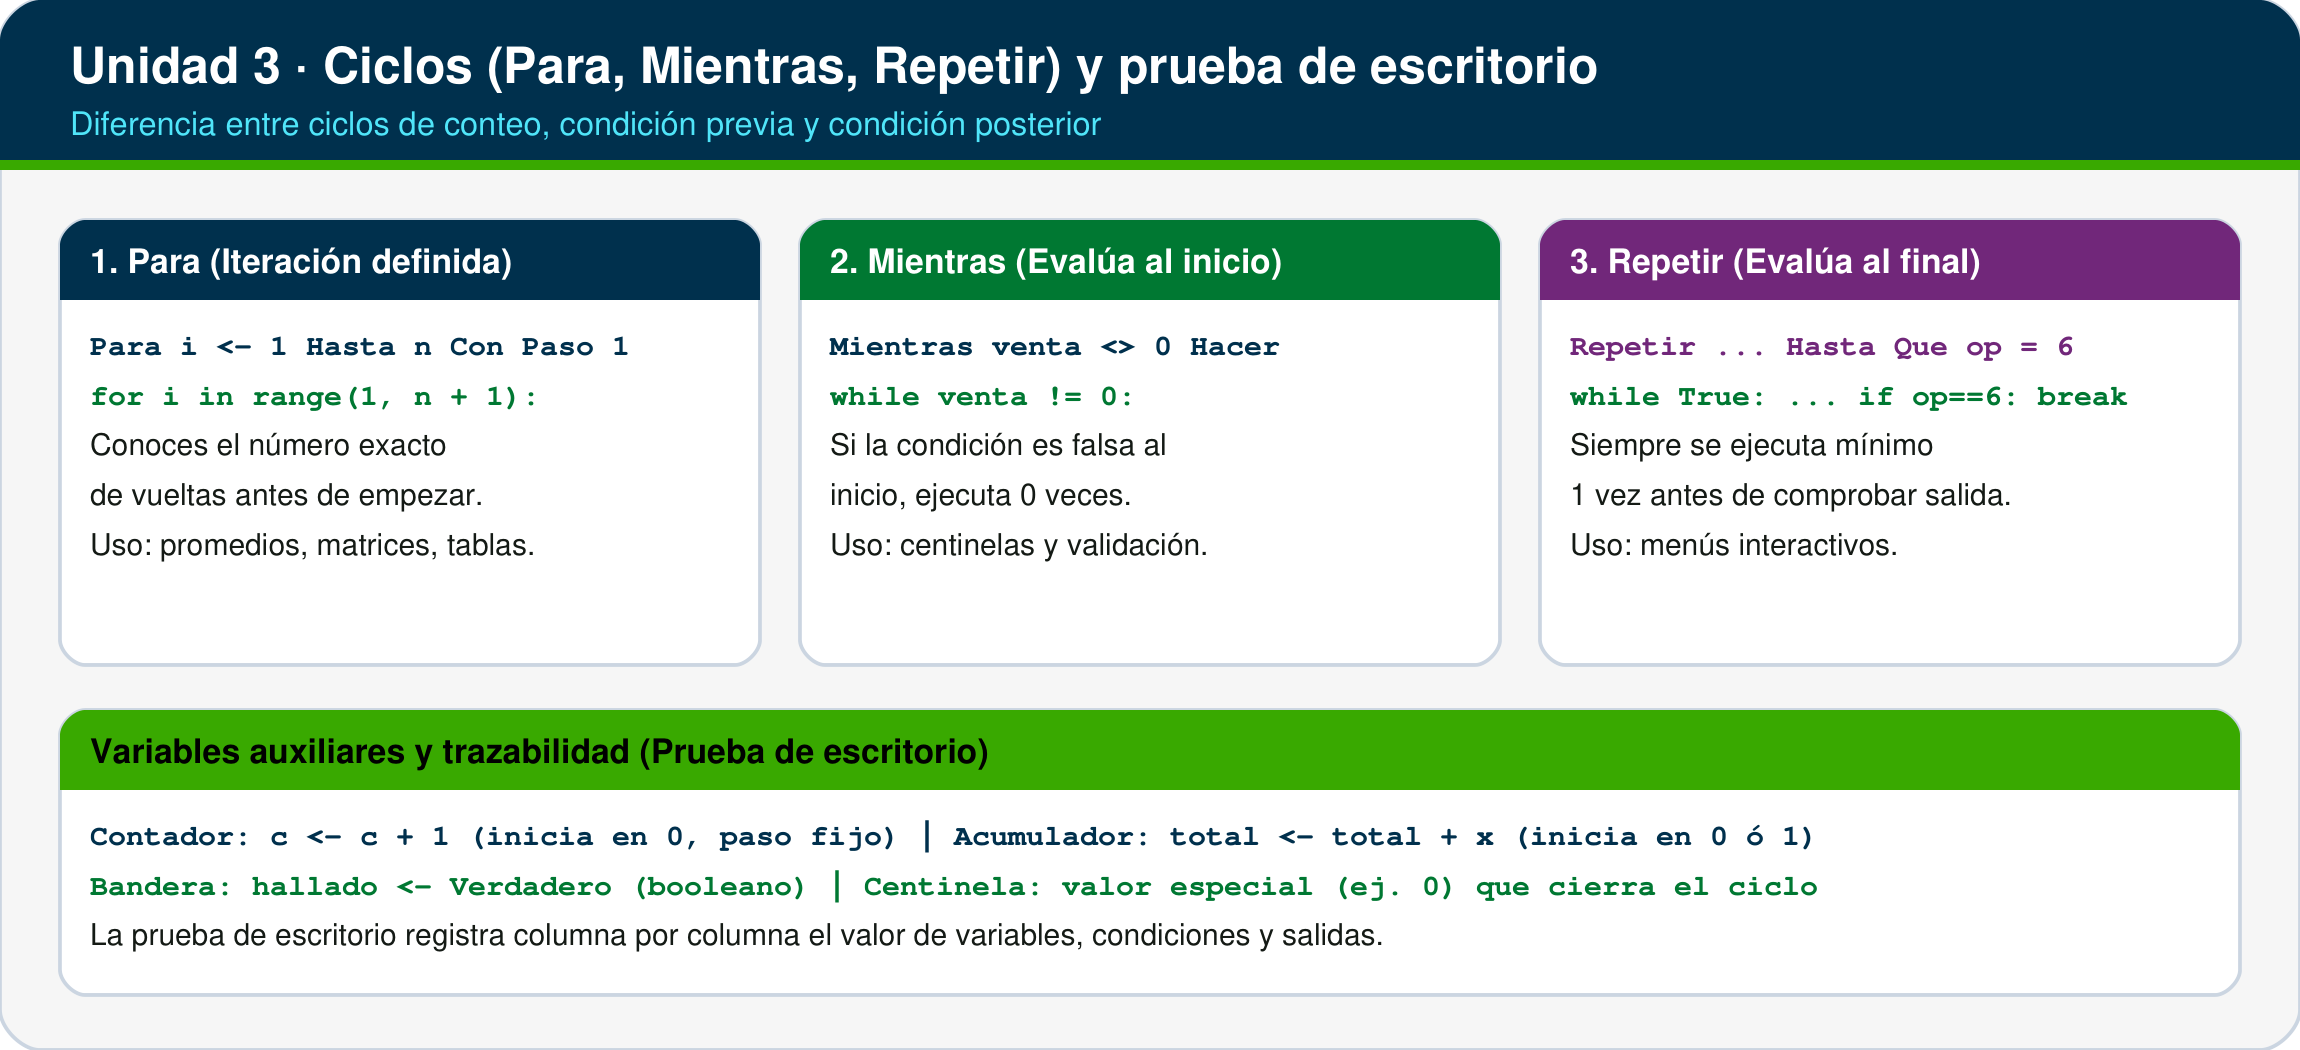 Unidad 3 · Ciclos (Para, Mientras, Repetir) y prueba de escritorio
Diferencia entre ciclos de conteo, condición previa y condición posterior
1. Para (Iteración definida)
Para i <- 1 Hasta n Con Paso 1
for i in range(1, n + 1):
Conoces el número exacto
de vueltas antes de empezar.
Uso: promedios, matrices, tablas.
2. Mientras (Evalúa al inicio)
Mientras venta <> 0 Hacer
while venta != 0:
Si la condición es falsa al
inicio, ejecuta 0 veces.
Uso: centinelas y validación.
3. Repetir (Evalúa al final)
Repetir ... Hasta Que op = 6
while True: ... if op==6: break
Siempre se ejecuta mínimo
1 vez antes de comprobar salida.
Uso: menús interactivos.
Variables auxiliares y trazabilidad (Prueba de escritorio)
Contador: c <- c + 1 (inicia en 0, paso fijo) | Acumulador: total <- total + x (inicia en 0 ó 1)
Bandera: hallado <- Verdadero (booleano) | Centinela: valor especial (ej. 0) que cierra el ciclo
La prueba de escritorio registra columna por columna el valor de variables, condiciones y salidas.